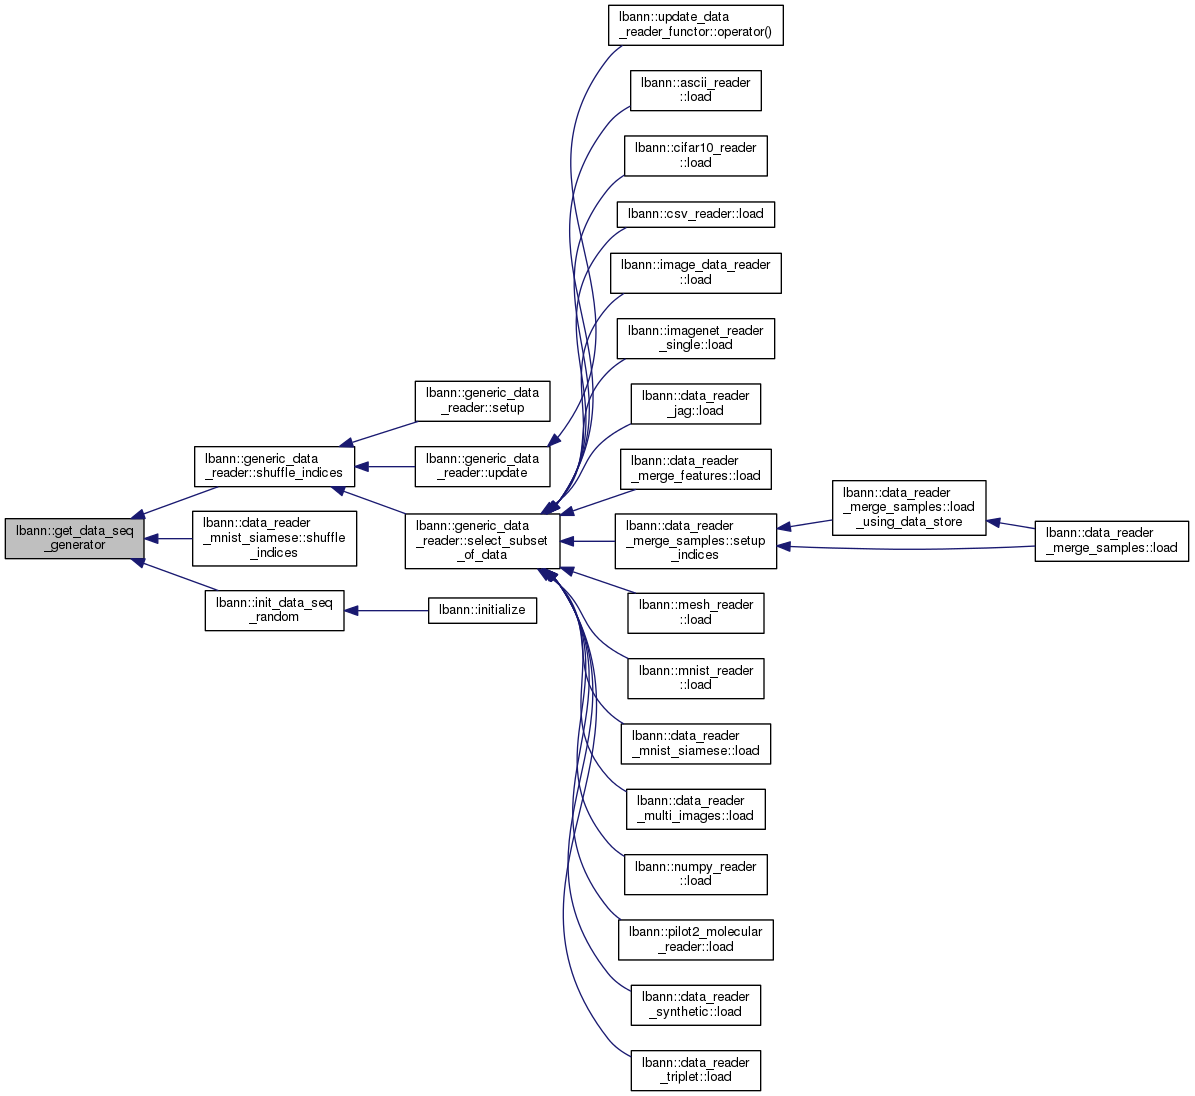 lbann::get_data_seq
_generator
lbann::generic_data
_reader::shuffle_indices
lbann::data_reader
_mnist_siamese::shuffle
_indices
lbann::init_data_seq
_random
lbann::generic_data
_reader::setup
lbann::generic_data
_reader::update
lbann::generic_data
_reader::select_subset
_of_data
lbann::initialize
lbann::update_data
_reader_functor::operator()
lbann::ascii_reader
::load
lbann::cifar10_reader
::load
lbann::csv_reader::load
lbann::image_data_reader
::load
lbann::imagenet_reader
_single::load
lbann::data_reader
_jag::load
lbann::data_reader
_merge_features::load
lbann::data_reader
_merge_samples::setup
_indices
lbann::mesh_reader
::load
lbann::mnist_reader
::load
lbann::data_reader
_mnist_siamese::load
lbann::data_reader
_multi_images::load
lbann::numpy_reader
::load
lbann::pilot2_molecular
_reader::load
lbann::data_reader
_synthetic::load
lbann::data_reader
_triplet::load
lbann::data_reader
_merge_samples::load
_using_data_store
lbann::data_reader
_merge_samples::load